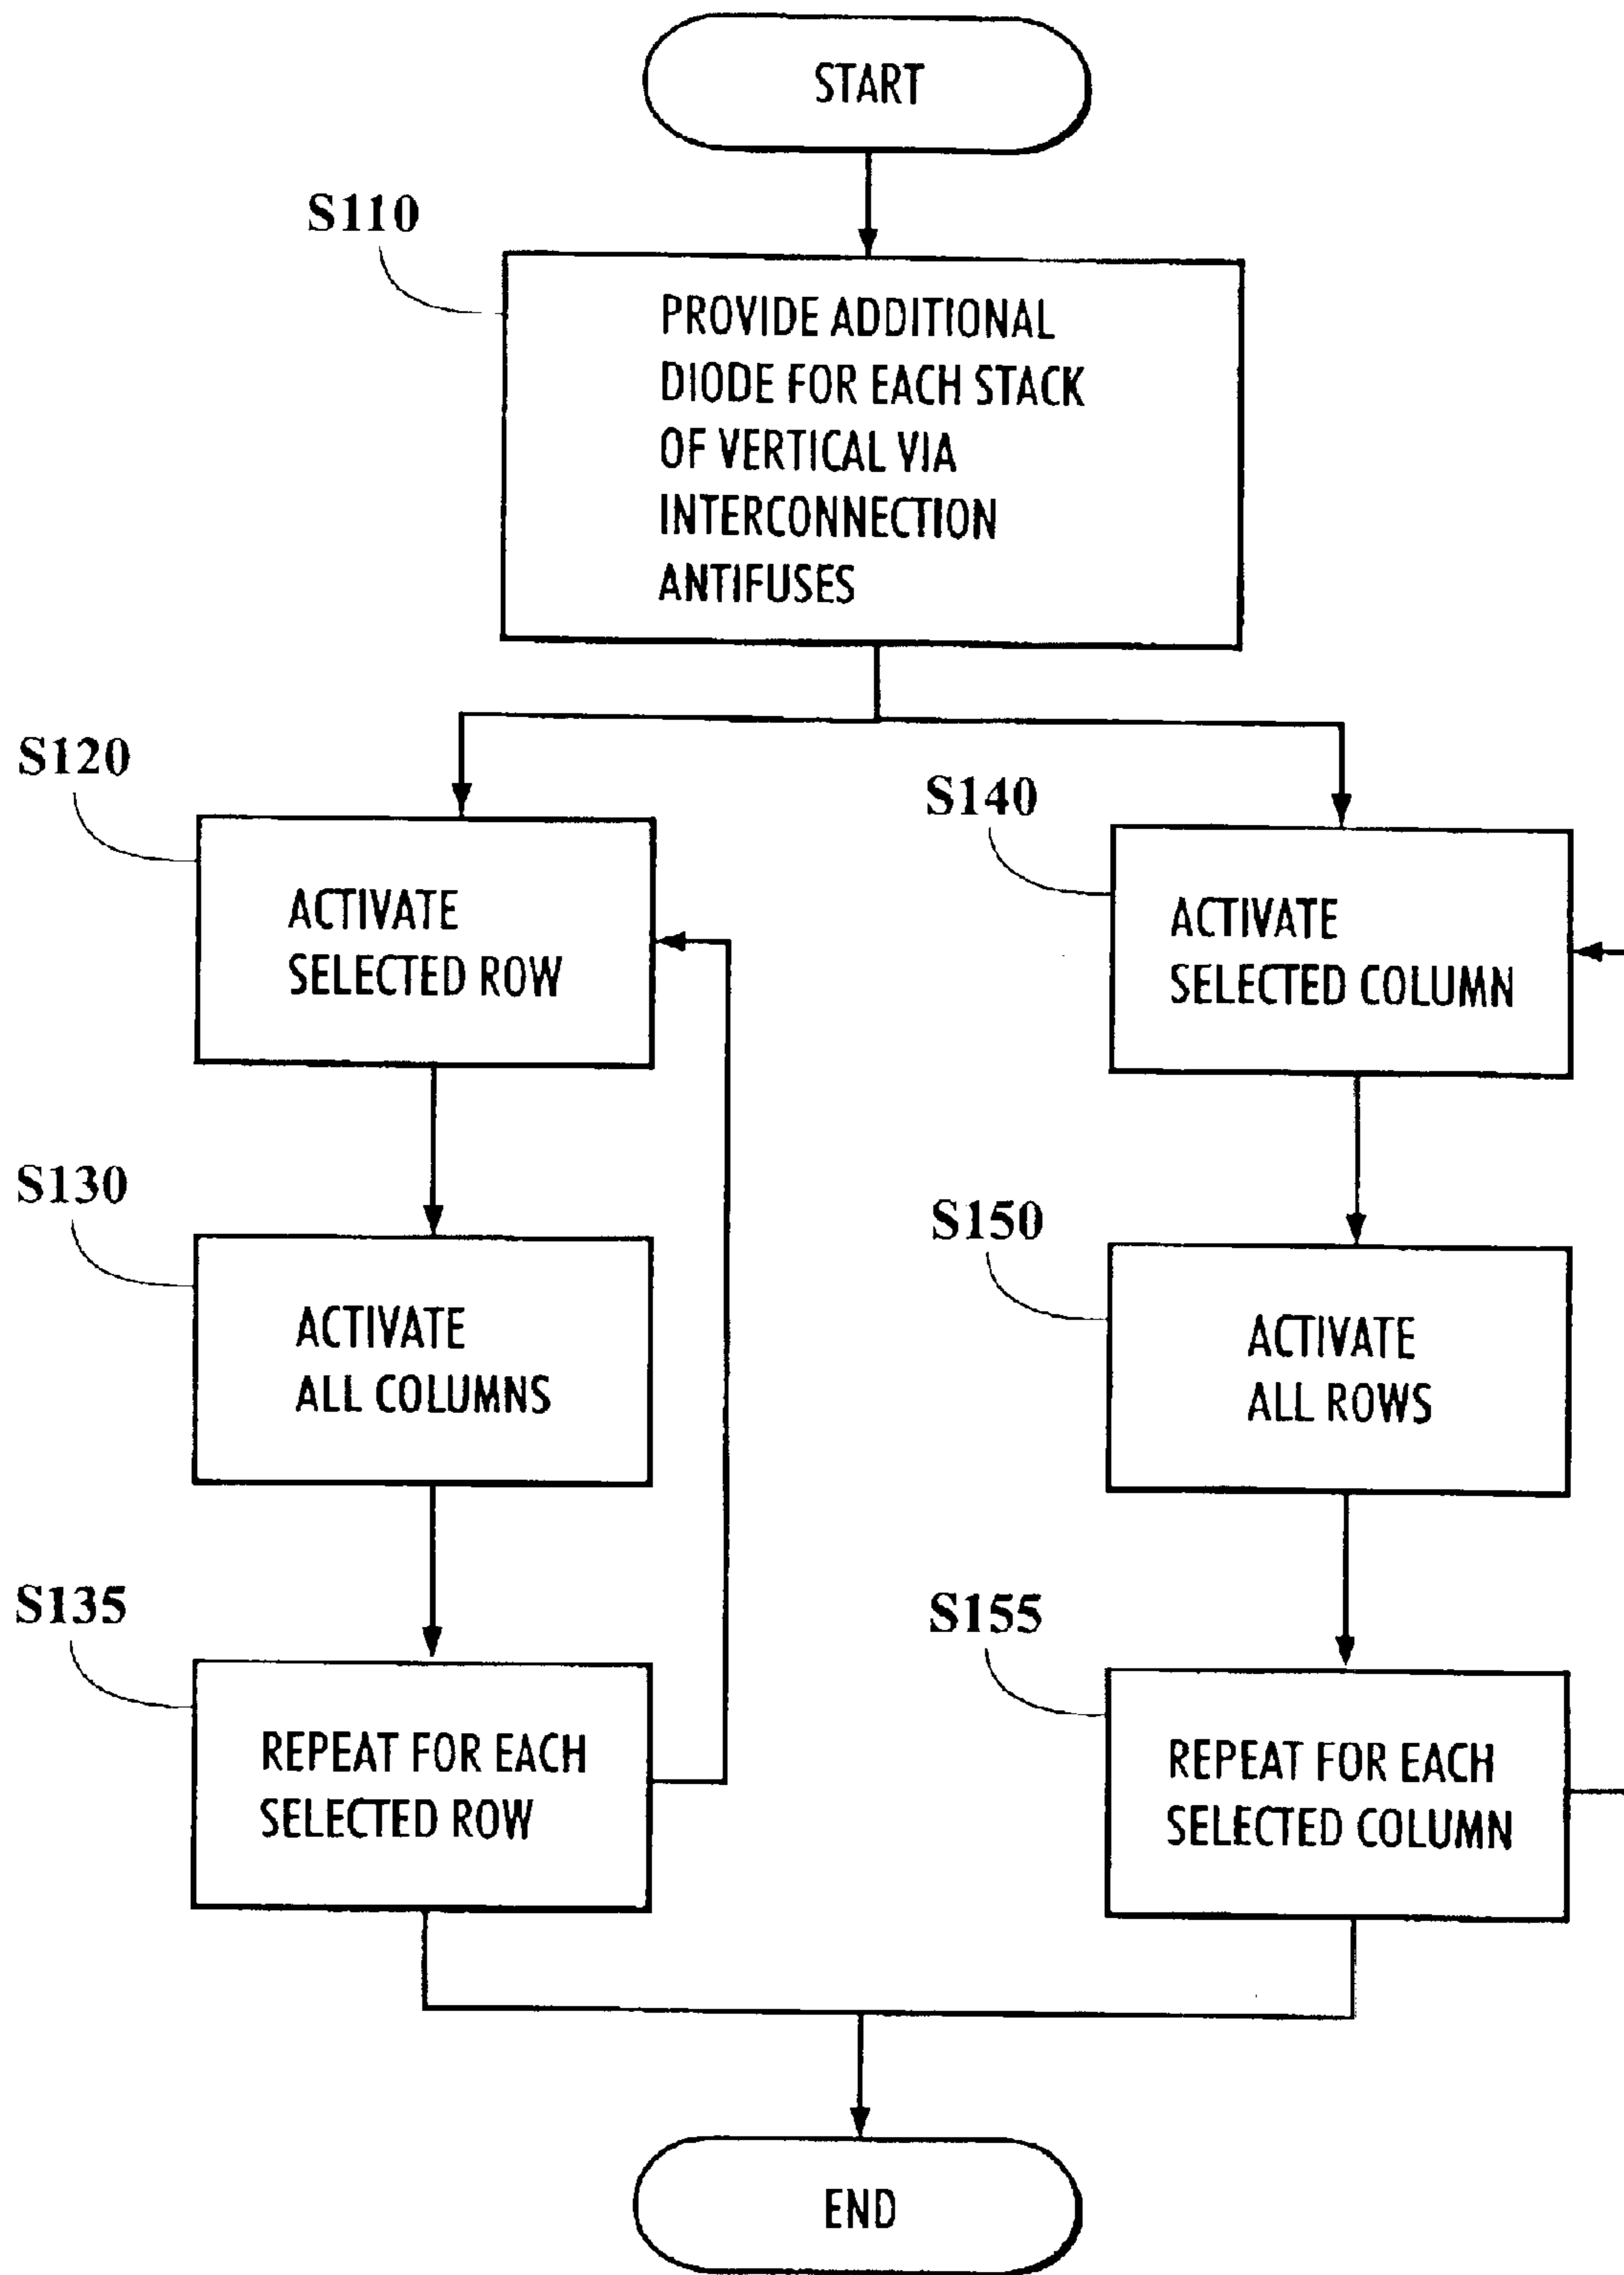 START
S110
PROVIDE ADDITIONAL
DIODE FOR EACH STACK
OF VERTICAL VIA
INTERCONNECTION
ANTIFUSES
S120
ACTIVATE
SELECTED ROW
S130
ACTIVATE
ALL COLUMNS
S135
REPEAT FOR EACH
SELECTED ROW
S140
ACTIVATE
SELECTED COLUMN
S150
ACTIVATE
ALL ROWS
S155
REPEAT FOR EACH
SELECTED COLUMN
END